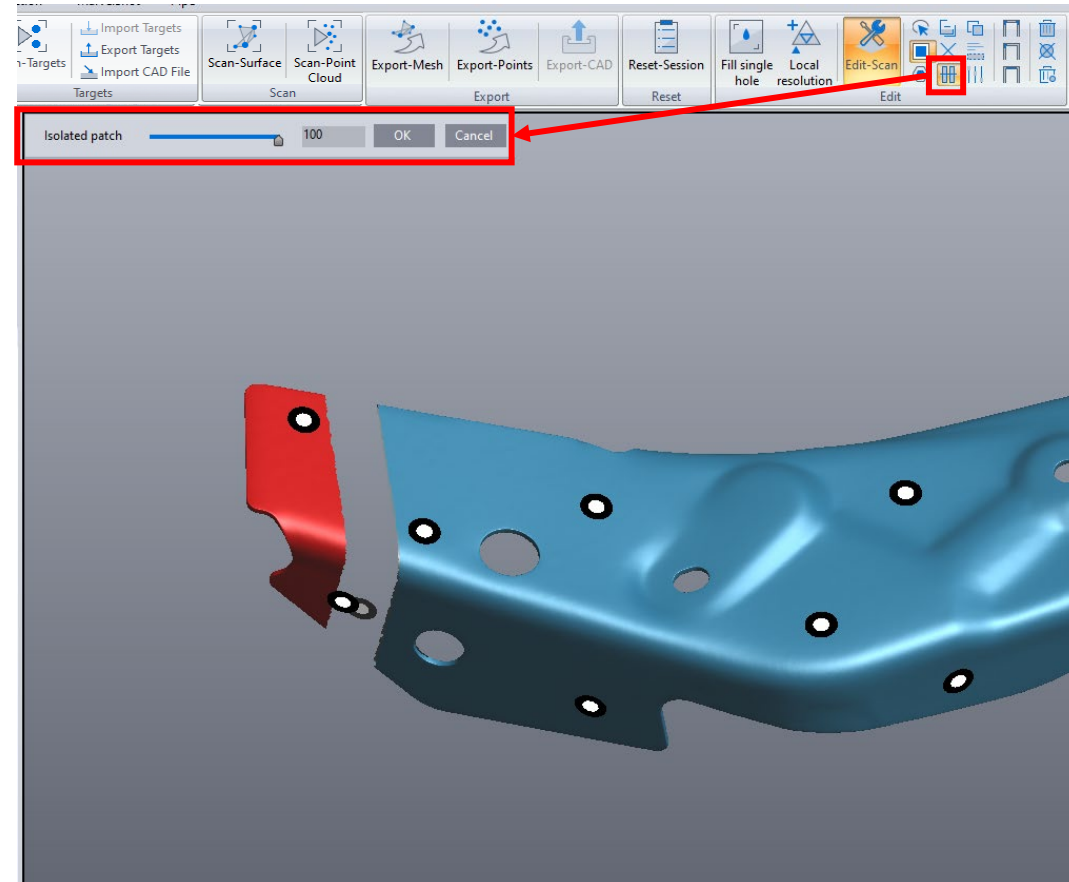 Import Targets
Export Targets
Import CAD File
-Targets
Targets
Scan-Surface
Scan-Point
Cloud
Scan
Export-Mesh
Export-Points
Export-CAD
Export
Reset-Session
Reset
Fill single
hole
Local
resolution
Edit-Scan
Edit
Isolated patch
100
OK
Cancel